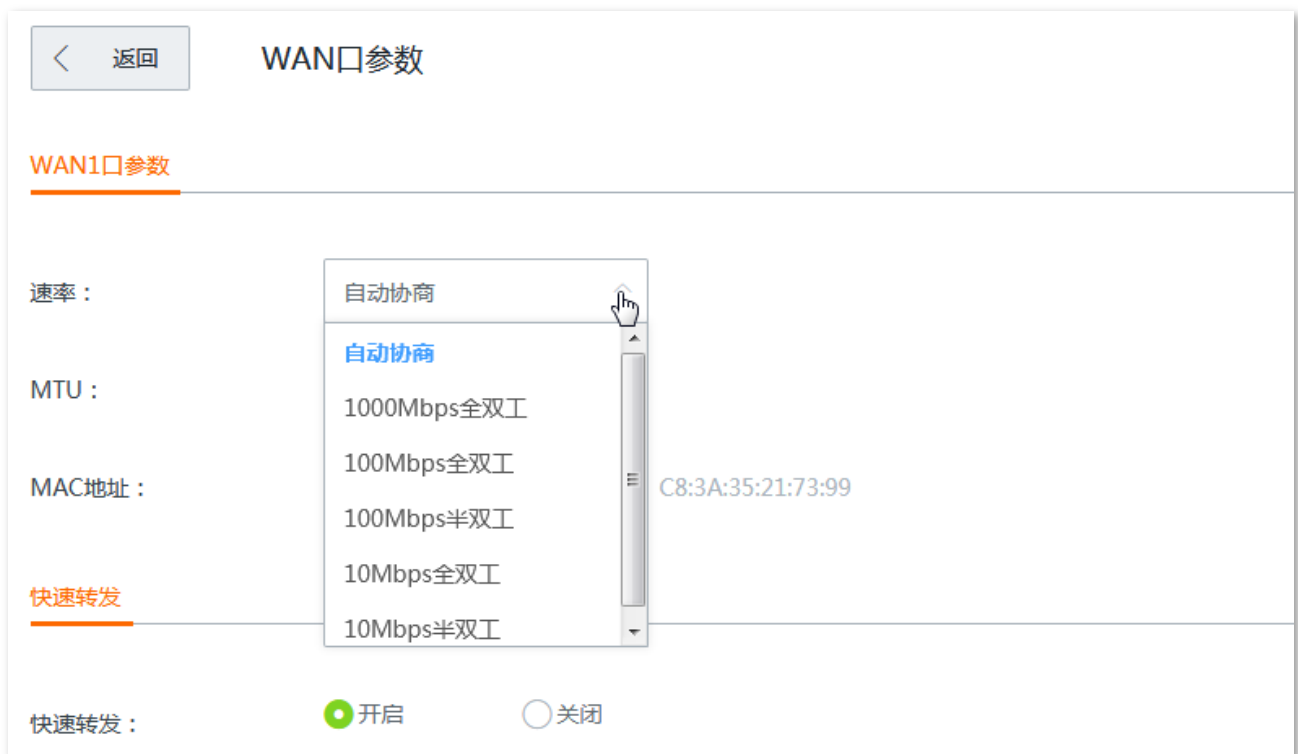 返回
WAN口参数
WAN1口参数
速率：
自动协商
自动协商
MTU：
1000Mbps全双工
100Mbps全双工
MAC地址：
C8:3A:35:21:73:99
100Mbps半双工
10Mbps全双工
快速转发
10Mbps半双工
快速转发：
开启
关闭